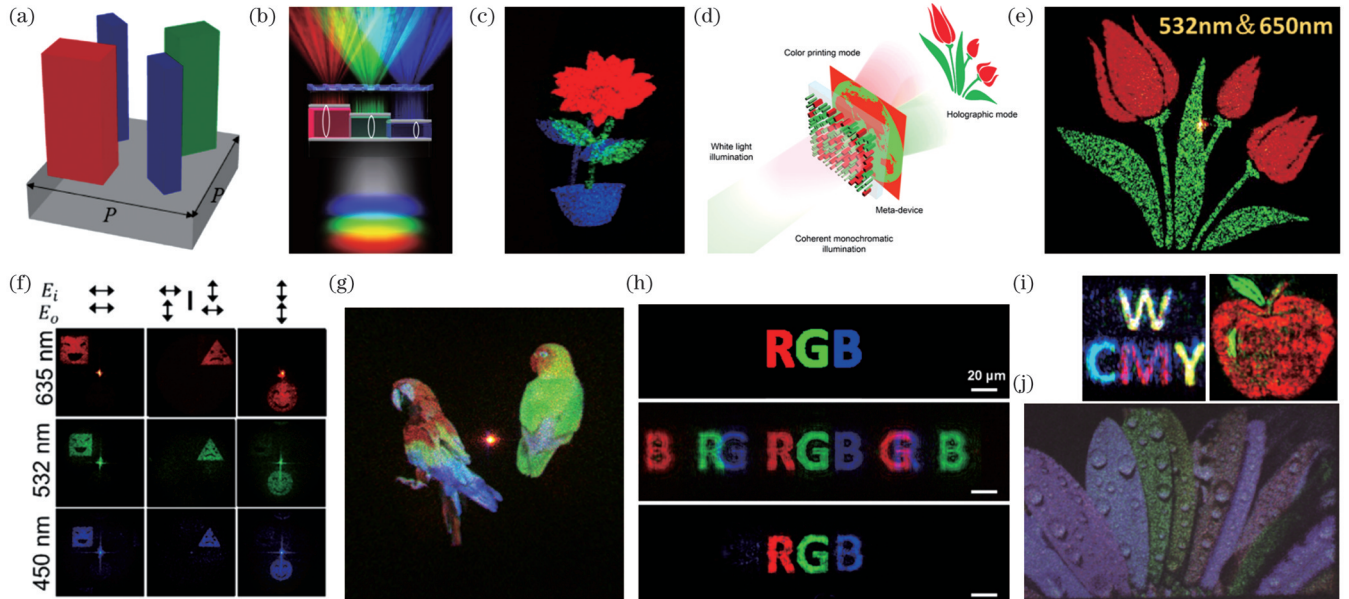 (a)
P
P
(b)
(c)
(d)
Color printing mode
Holographic mode
White light
illumination
Meta-device
Coherent monochromatic
illumination
(e)
532nm & 650nm
(f)
E_i
E_o
635 nm
532 nm
450 nm
(g)
(h)
RGB
20 μm
B RG RGB G B
RGB
(i)
W
CMY
(j)